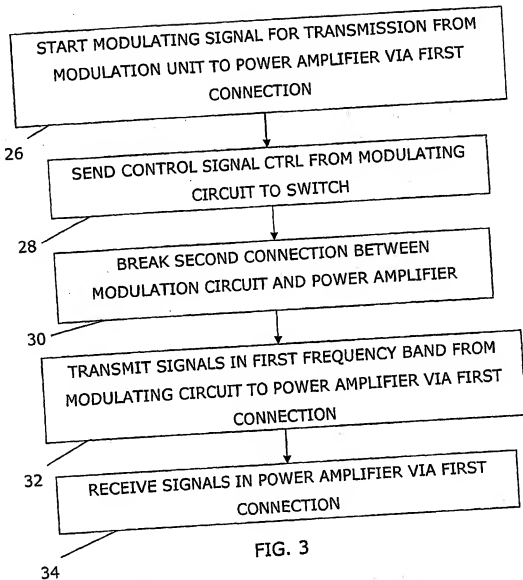 START MODULATING SIGNAL FOR TRANSMISSION FROM
MODULATION UNIT TO POWER AMPLIFIER VIA FIRST
CONNECTION
26
SEND CONTROL SIGNAL CTRL FROM MODULATING
CIRCUIT TO SWITCH
28
BREAK SECOND CONNECTION BETWEEN
MODULATION CIRCUIT AND POWER AMPLIFIER
30
TRANSMIT SIGNALS IN FIRST FREQUENCY BAND FROM
MODULATING CIRCUIT TO POWER AMPLIFIER VIA FIRST
CONNECTION
32
RECEIVE SIGNALS IN POWER AMPLIFIER VIA FIRST
CONNECTION
34
FIG. 3